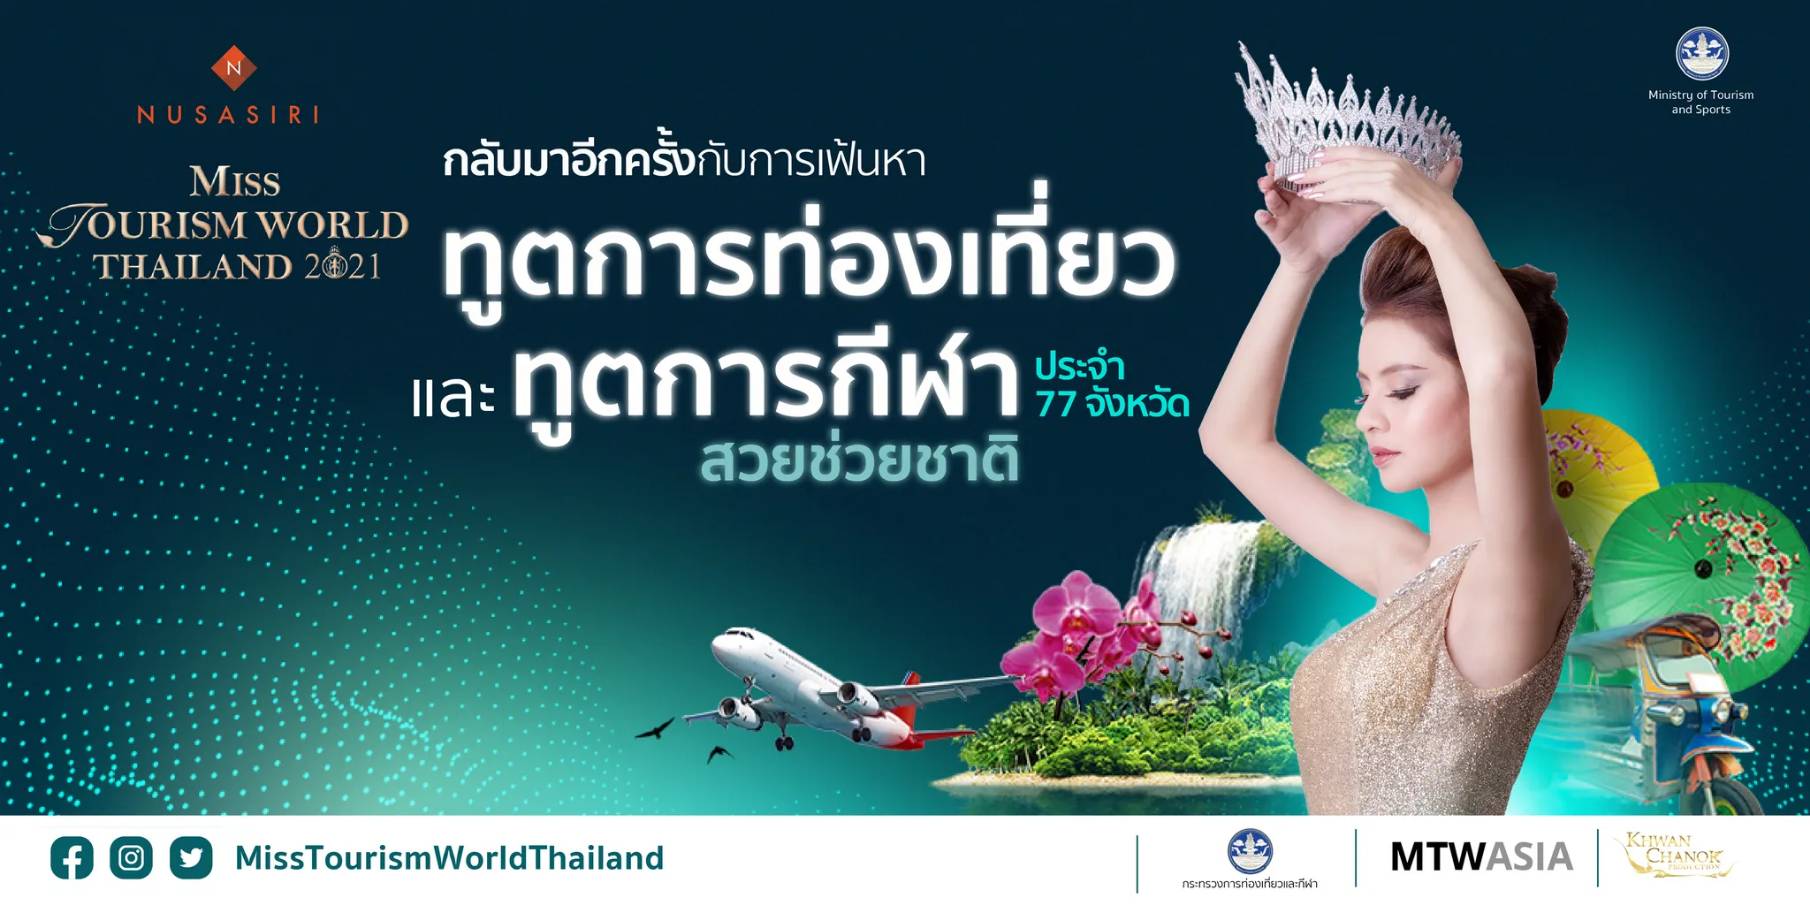 N
NUSASIRI
MISS
TOURISM WORLD
THAILAND 2021
Ministry of Tourism
and Sports
กลับมาอีกครั้งกับการเฟ้นหา
ทูตการท่องเที่ยว
และ ทูตการกีฬา ประจำ
77 จังหวัด
สวยช่วยชาติ
MissTourismWorldThailand
กระทรวงการท่องเที่ยวและกีฬา
MTWASIA
KHWAN
CHANOK
PRODUCTION